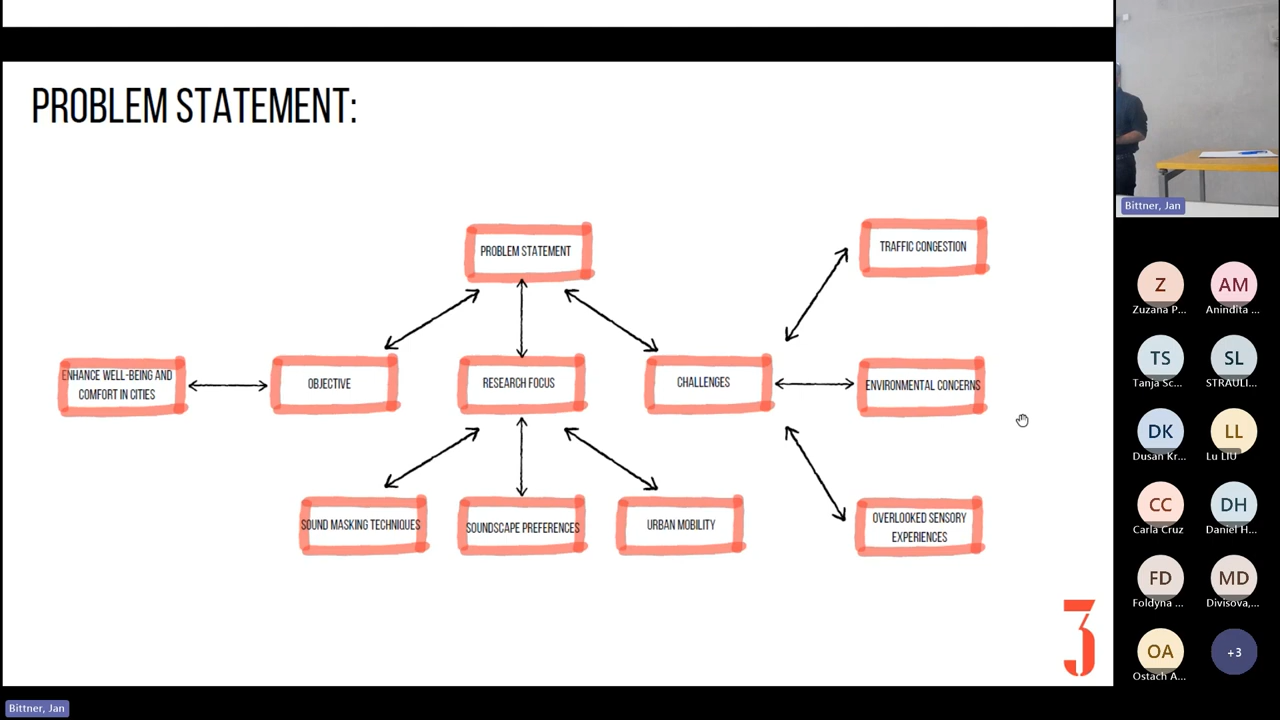 PROBLEM STATEMENT:
PROBLEM STATEMENT
TRAFFIC CONGESTION
ENHANCE WELL-BEING AND
COMFORT IN CITIES
OBJECTIVE
RESEARCH FOCUS
CHALLENGES
ENVIRONMENTAL CONCERNS
SOUND MASKING TECHNIQUES
SOUNDSCAPE PREFERENCES
URBAN MOBILITY
OVERLOOKED SENSORY
EXPERIENCES
3
Bittner, Jan
Z
Zuzana P...
AM
Anindita ...
TS
Tanja Sc...
SL
STRAULI...
DK
Dusan Kr...
LL
Lu LIU
CC
Carla Cruz
DH
Daniel H...
FD
Foldyna ...
MD
Divisova,...
OA
Ostach A...
+3
Bittner, Jan